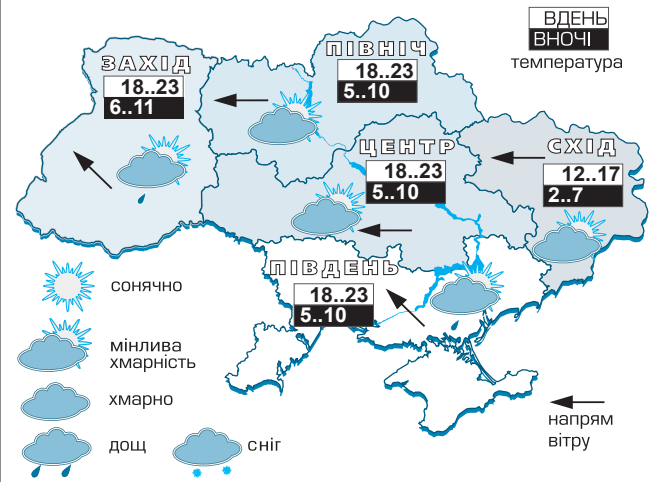 ВДЕНЬ
ВНОЧІ
температура
ПІВНІЧ
18..23
5..10
ЗАХІД
18..23
6..11
ЦЕНТР
18..23
5..10
СХІД
12..17
2..7
ПІВДЕНЬ
18..23
5..10
сонячно
мінлива
хмарність
хмарно
дощ
сніг
напрям
вітру